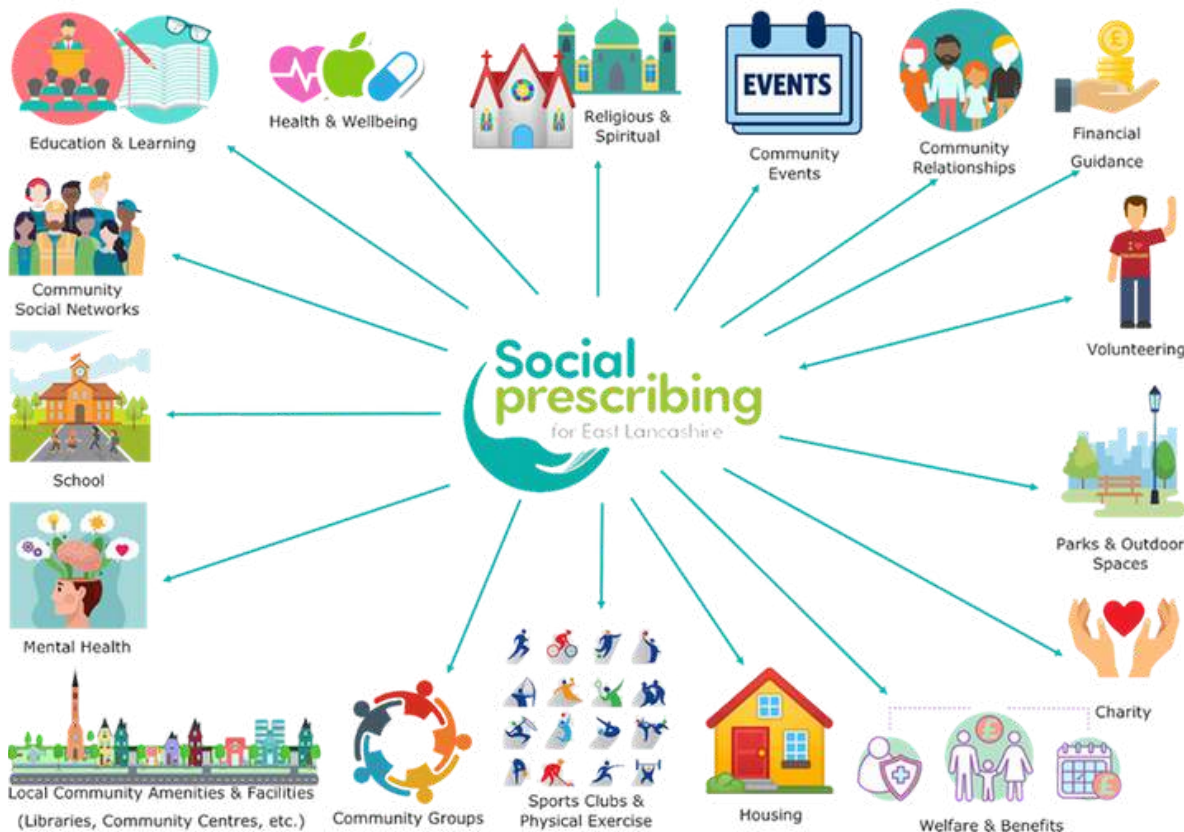 EVENTS
Education & Learning
Health & Wellbeing
Religious &
Spiritual
Community
Events
Community
Relationships
Financial
Guidance
Community
Social Networks
Volunteering
Social
prescribing
for East Lancashire
School
Parks & Outdoor
Spaces
Mental Health
Charity
Local Community Amenities & Facilities
(Libraries, Community Centres, etc.)
Community Groups
Sports Clubs &
Physical Exercise
Housing
££
Welfare & Benefits